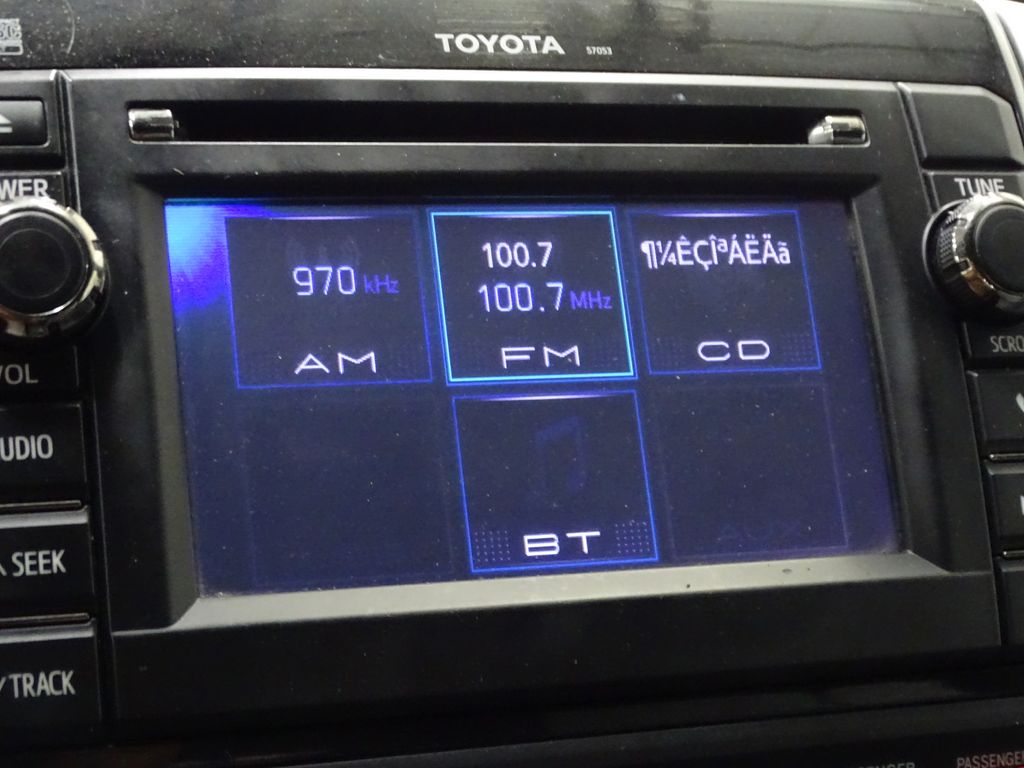 TOYOTA 57053
WER
TUNE
970 kHz
AM
100.7
100.7 MHz
FM
¶¼ÊÇÎªÁËÄã
CD
VOL
SCRO
UDIO
BT
SEEK
TRACK
PASSENGE